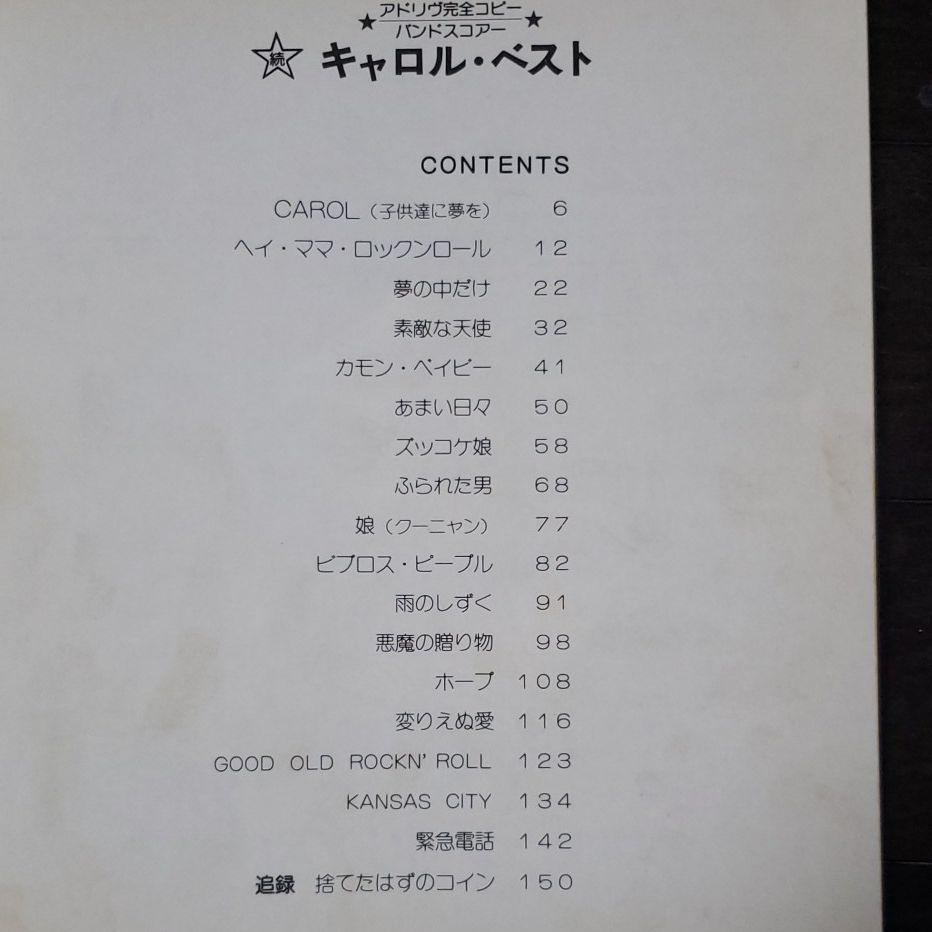 アドリヴ完全コピー
★ バンドスコアー ★
続 キャロル・ベスト
CONTENTS
CAROL(子供達に夢を) 6
ヘイ・ママ・ロックンロール 12
夢の中だけ 22
素敵な天使 32
カモン・ベイビー 41
あまい日々 50
ズッコケ娘 58
ふられた男 68
娘(クーニャン) 77
ビブロス・ピープル 82
雨のしずく 91
悪魔の贈り物 98
ホープ 108
変りえぬ愛 116
GOOD OLD ROCKN' ROLL 123
KANSAS CITY 134
緊急電話 142
追録 捨てたはずのコイン 150